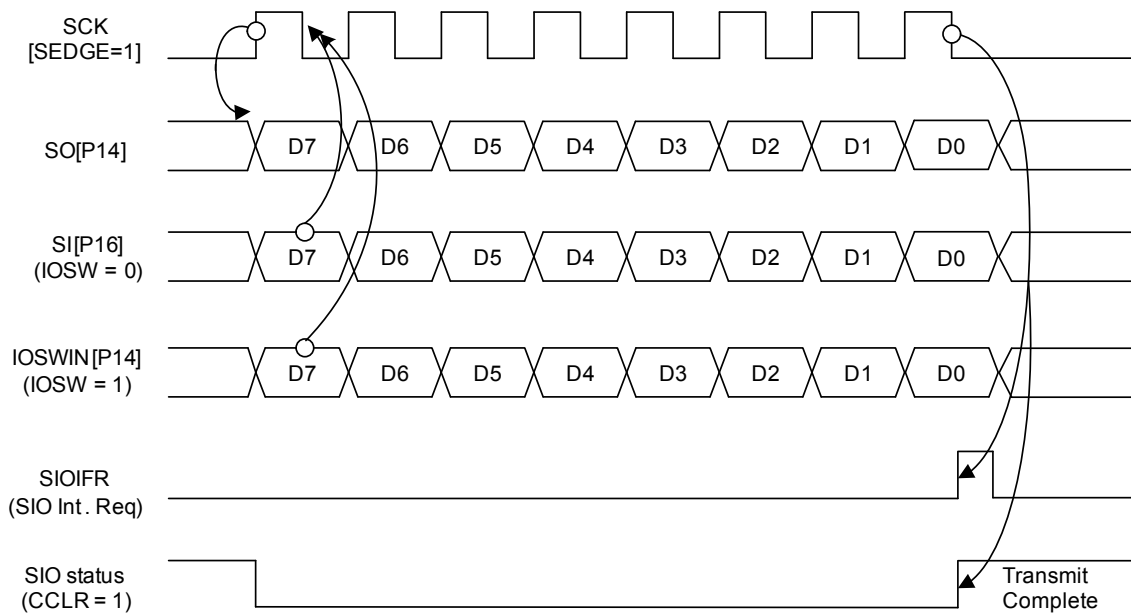 SCK
[SEDGE=1]
SO[P14]
D7 D6 D5 D4 D3 D2 D1 D0
SI[P16]
(IOSW = 0)
D7 D6 D5 D4 D3 D2 D1 D0
IOSWIN[P14]
(IOSW = 1)
D7 D6 D5 D4 D3 D2 D1 D0
SIOIFR
(SIO Int. Req)
SIO status
(CCLR = 1)
Transmit
Complete